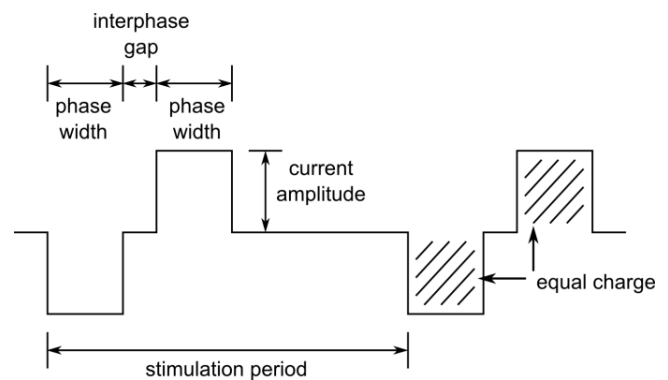 interphase
gap
phase
width
phase
width
current
amplitude
equal charge
stimulation period